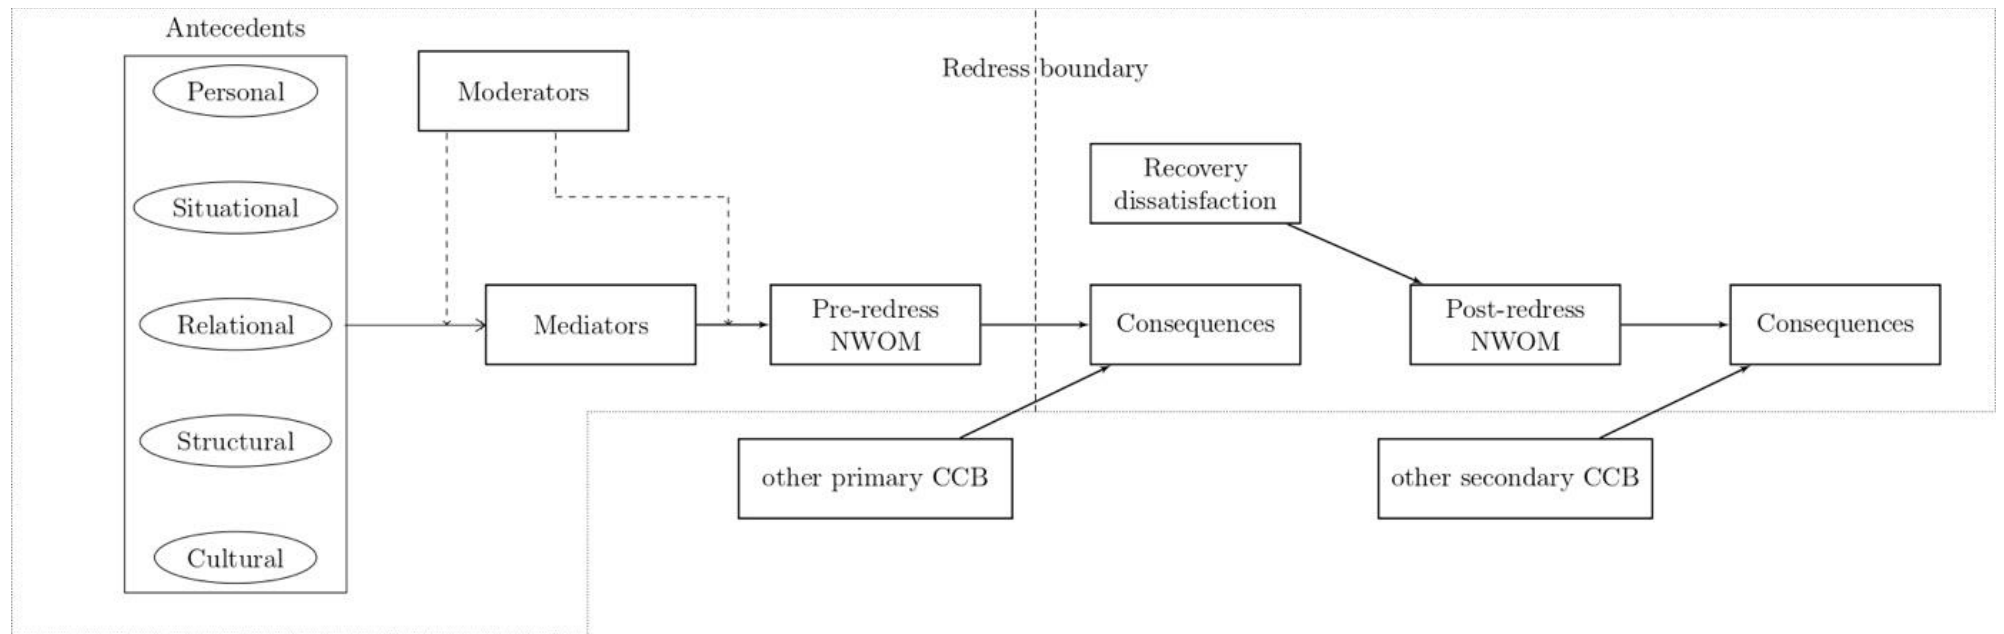 Antecedents
Personal
Situational
Relational
Structural
Cultural
Moderators
Mediators
Pre-redress
NWOM
Redress boundary
Recovery
dissatisfaction
Consequences
Post-redress
NWOM
Consequences
other primary CCB
other secondary CCB